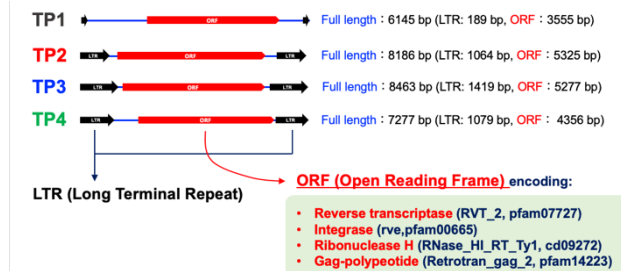 TP1 ORF Full length：6145 bp (LTR: 189 bp, ORF：3555 bp)
TP2 LTR ORF LTR Full length：8186 bp (LTR: 1064 bp, ORF：5325 bp)
TP3 LTR ORF LTR Full length：8463 bp (LTR: 1419 bp, ORF：5277 bp)
TP4 LTR ORF LTR Full length：7277 bp (LTR: 1079 bp, ORF： 4356 bp)
LTR (Long Terminal Repeat)
ORF (Open Reading Frame) encoding:
• Reverse transcriptase (RVT_2, pfam07727)
• Integrase (rve,pfam00665)
• Ribonuclease H (RNase_HI_RT_Ty1, cd09272)
• Gag-polypeotide (Retrotran_gag_2, pfam14223)